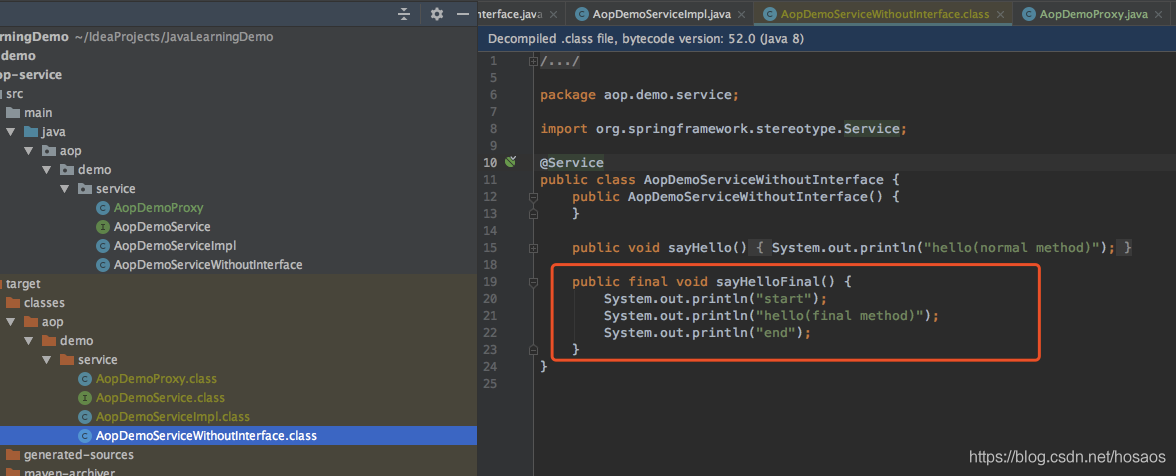 rningDemo ~/IdeaProjects/JavaLearningDemo
demo
op-service
src
main
java
aop
demo
service
AopDemoProxy
AopDemoService
AopDemoServiceImpl
AopDemoServiceWithoutInterface
target
classes
aop
demo
service
AopDemoProxy.class
AopDemoService.class
AopDemoServiceImpl.class
AopDemoServiceWithoutInterface.class
generated-sources
maven-archiver
nterface.java AopDemoServiceImpl.java AopDemoServiceWithoutInterface.class AopDemoProxy.java
Decompiled .class file, bytecode version: 52.0 (Java 8)
1 /.../
5
6 package aop.demo.service;
7
8 import org.springframework.stereotype.Service;
9
10 @Service
11 public class AopDemoServiceWithoutInterface {
12 public AopDemoServiceWithoutInterface() {
13 }
14
15 public void sayHello() { System.out.println("hello(normal method)"); }
18
19 public final void sayHelloFinal() {
20 System.out.println("start");
21 System.out.println("hello(final method)");
22 System.out.println("end");
23 }
24 }
25
https://blog.csdn.net/hosaos